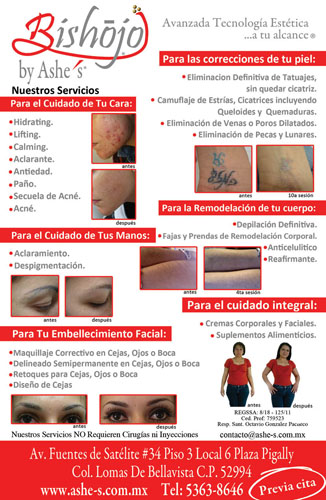 Bishōjo
by Ashe´s®
Avanzada Tecnología Estética
...a tu alcance®
Nuestros Servicios
Para el Cuidado de Tu Cara:
Hidrating.
Lifting.
Calming.
Aclarante.
Antiedad.
Paño.
Secuela de Acné.
Acné.
antes
después
Para el Cuidado de Tus Manos:
Aclaramiento.
Despigmentación.
antes
después
Para Tu Embellecimiento Facial:
Maquillaje Correctivo en Cejas, Ojos o Boca
Delineado Semipermanente en Cejas, Ojos o Boca
Retoques para Cejas, Ojos o Boca
Diseño de Cejas
antes
después
Nuestros Servicios NO Requieren Cirugías ni Inyecciones
Para las correcciones de tu piel:
Eliminacion Definitiva de Tatuajes,
sin quedar cicatriz.
Camuflaje de Estrías, Cicatrices incluyendo
Queloides y Quemaduras.
Eliminación de Venas o Poros Dilatados.
Eliminación de Pecas y Lunares.
antes
10a sesión
Para la Remodelación de tu cuerpo:
Depilación Definitiva.
Fajas y Prendas de Remodelación Corporal.
Anticelulitico
Reafirmante.
antes
4ta sesión
Para el cuidado integral:
Cremas Corporales y Faciales.
Suplementos Alimenticios.
antes
después
REGSSA: 8/18 - 125/11
Ced. Prof: 759523
Resp. Sant. Octavio Gonzalez Pacueco
contacto@ashe-s.com.mx
Av. Fuentes de Satélite #34 Piso 3 Local 6 Plaza Pigally
Col. Lomas De Bellavista C.P. 52994
www.ashe-s.com.mx Tel: 5363-8646
Previa cita